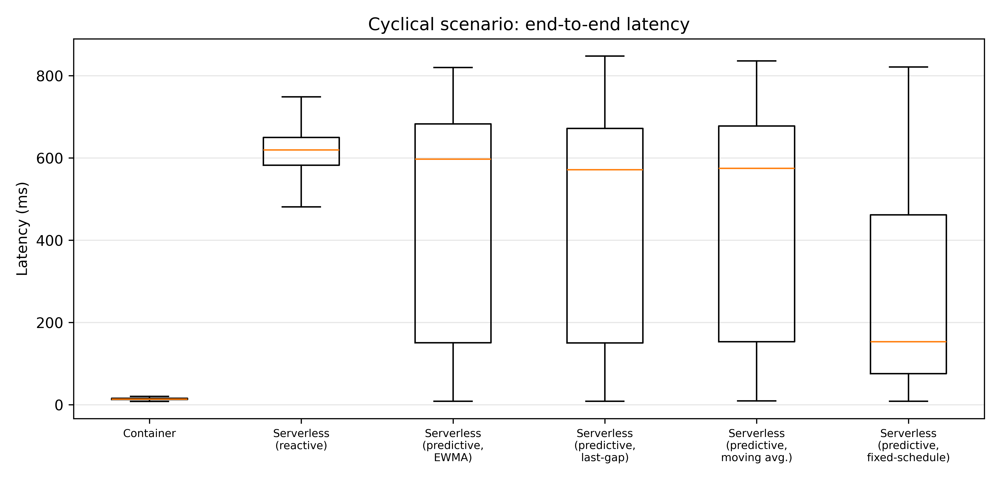 Cyclical scenario: end-to-end latency
Latency (ms)
800
600
400
200
0
Container
Serverless
(reactive)
Serverless
(predictive,
EWMA)
Serverless
(predictive,
last-gap)
Serverless
(predictive,
moving avg.)
Serverless
(predictive,
fixed-schedule)